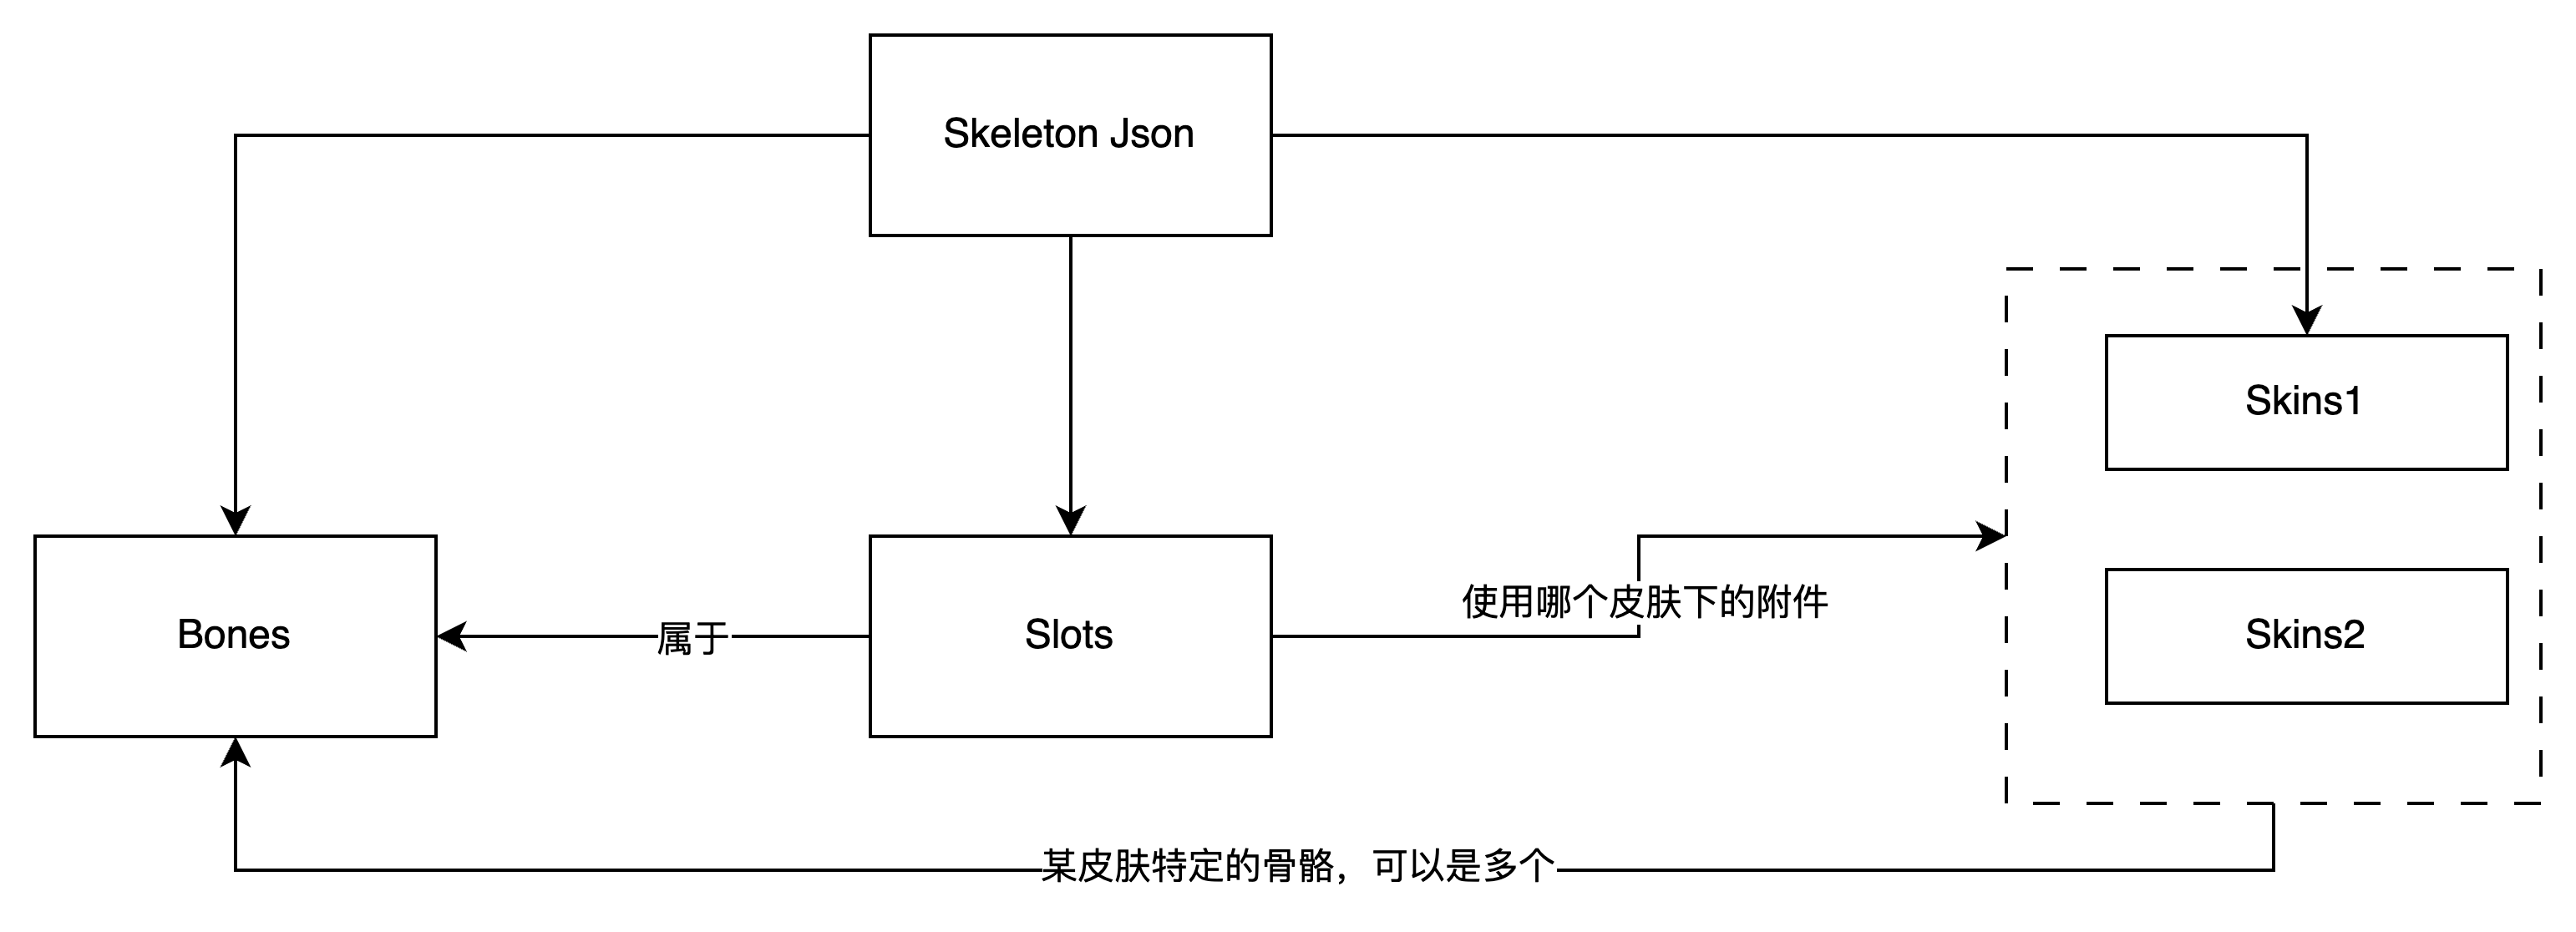 Skeleton Json
Skins1
使用哪个皮肤下的附件
Bones
属于
Slots
Skins2
某皮肤特定的骨骼，可以是多个